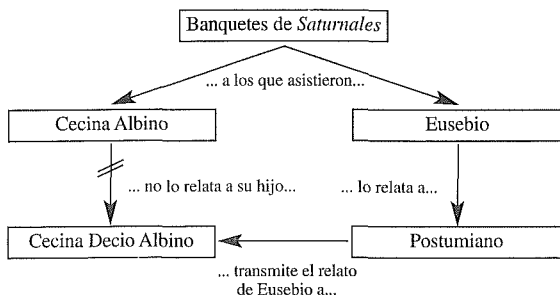 Banquetes de Saturnales
... a los que asistieron...
Cecina Albino
Eusebio
... no lo relata a su hijo...
... lo relata a...
Cecina Decio Albino
Postumiano
... transmite el relato
de Eusebio a...